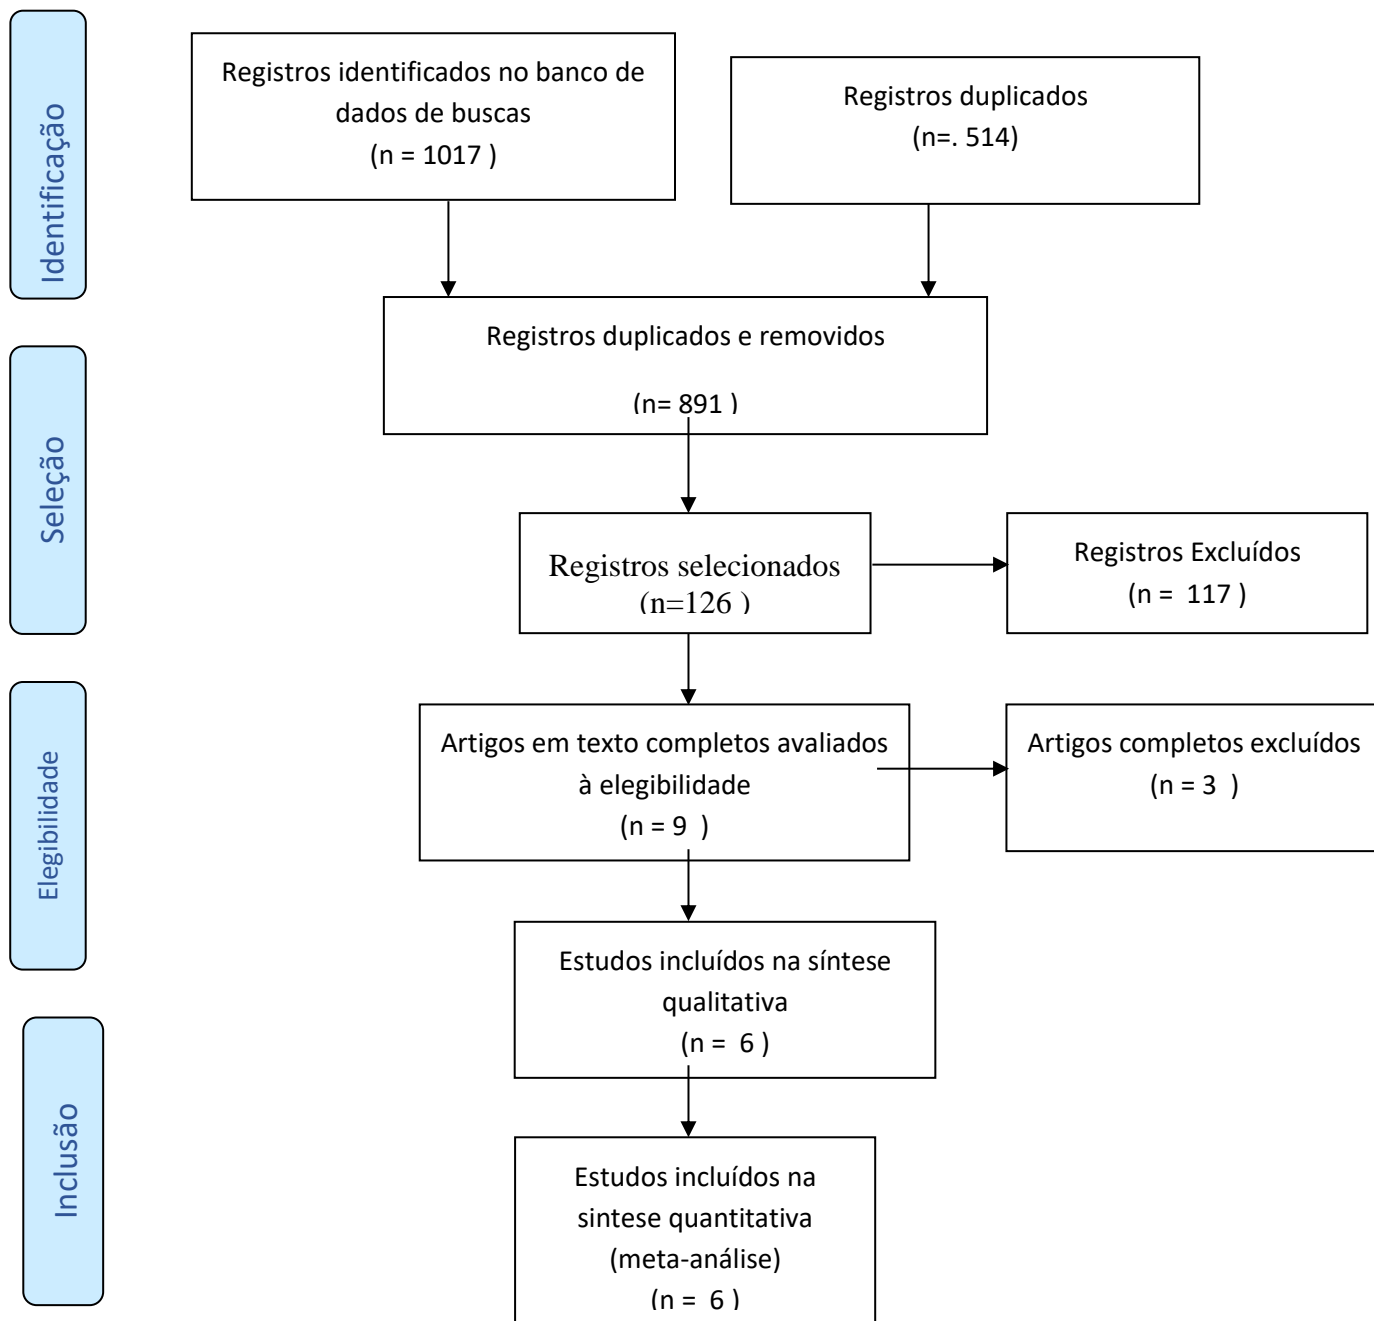 Identificação
Registros identificados no banco de
dados de buscas
(n = 1017 )
Registros duplicados
(n=. 514)
Registros duplicados e removidos
(n= 891 )
Seleção
Registros selecionados
(n=126 )
Registros Excluídos
(n =  117 )
Elegibilidade
Artigos em texto completos avaliados
à elegibilidade
(n = 9  )
Artigos completos excluídos
(n = 3  )
Estudos incluídos na síntese
qualitativa
(n =  6 )
Inclusão
Estudos incluídos na
sintese quantitativa
(meta-análise)
(n =  6 )